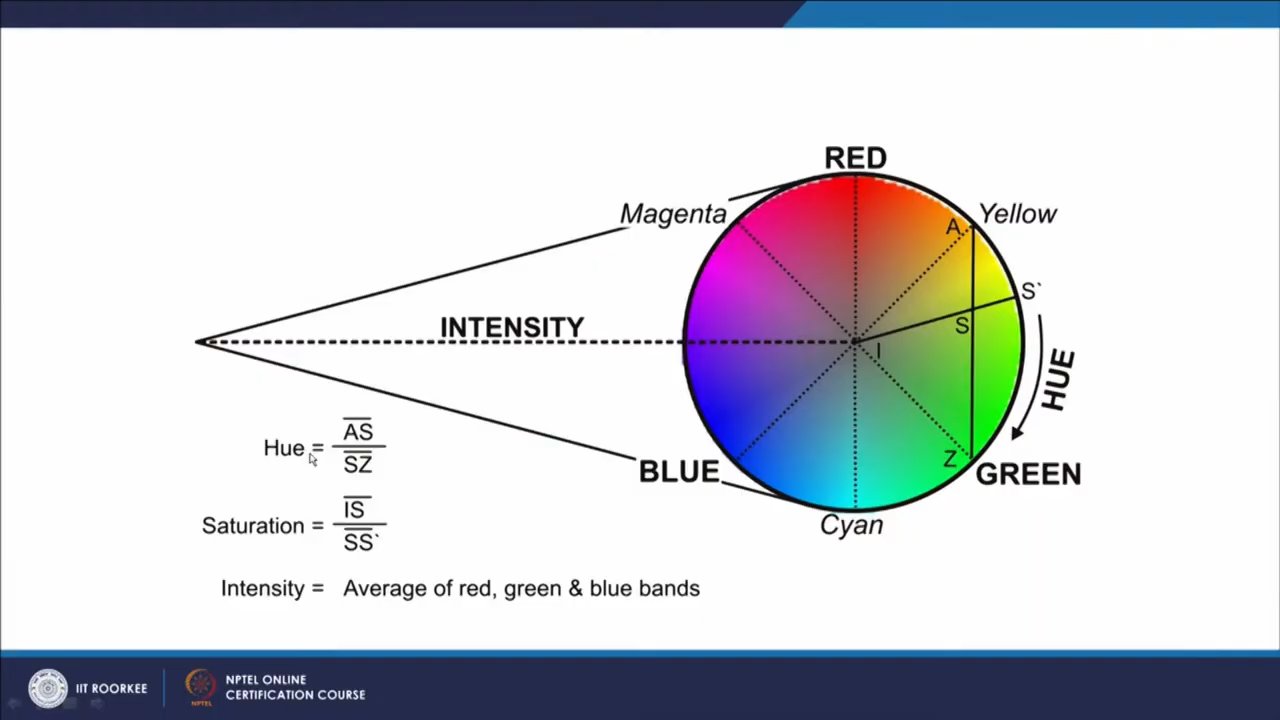 RED
Magenta
Yellow
A
S`
INTENSITY
S
I
HUE
Hue = AS
SZ
Z
BLUE
GREEN
Saturation = IS
SS`
Cyan
Intensity = Average of red, green & blue bands
IIT ROORKEE
NPTEL
NPTEL ONLINE
CERTIFICATION COURSE